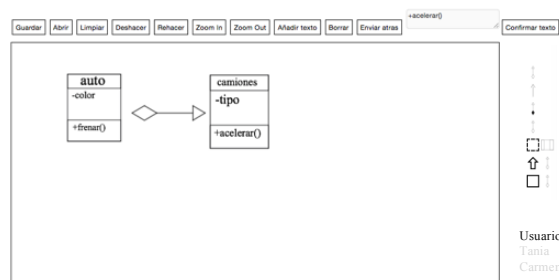 +acelerar()
Guardar Abrir Limpiar Deshacer Rehacer Zoom In Zoom Out Añadir texto Borrar Enviar atras Confirmar texto
auto
-color
+frenar()
camiones
-tipo
+acelerar()
Usuario
Tania
Carmen